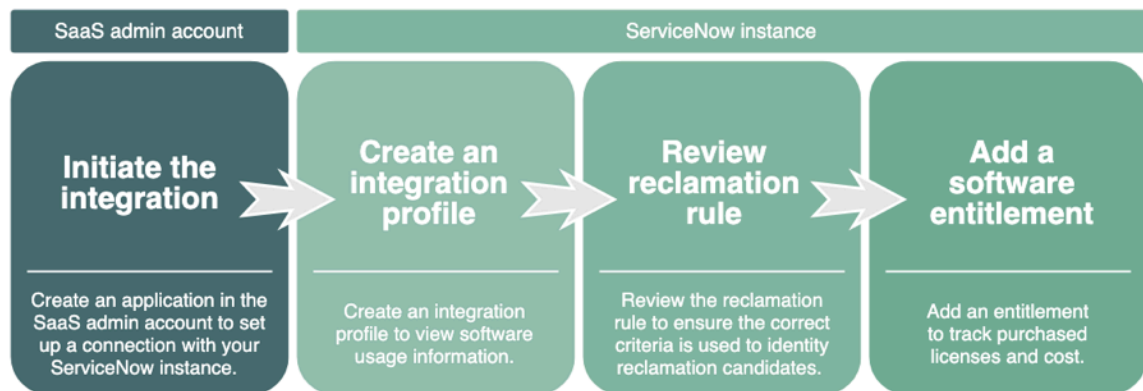 SaaS admin account
ServiceNow instance
Initiate the
integration
Create an application in the
SaaS admin account to set
up a connection with your
ServiceNow instance.
Create an
integration
profile
Create an integration
profile to view software
usage information.
Review
reclamation
rule
Review the reclamation
rule to ensure the correct
criteria is used to identity
reclamation candidates.
Add a
software
entitlement
Add an entitlement
to track purchased
licenses and cost.